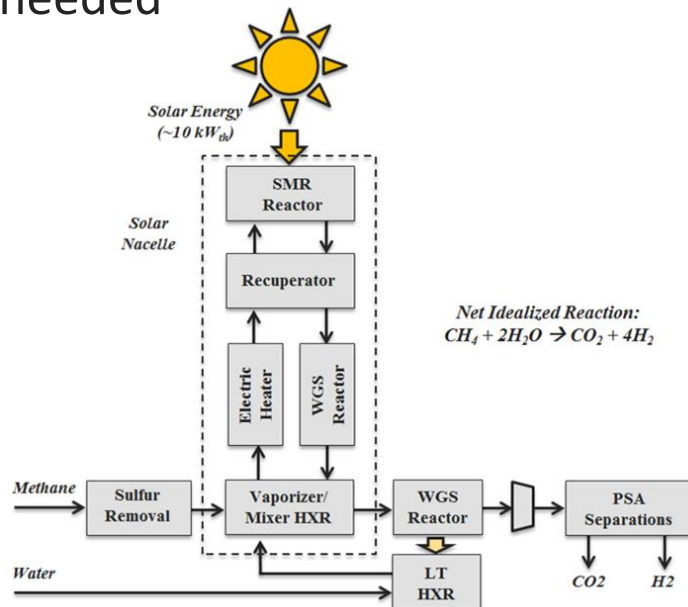 needed
Solar Energy
(~10 kWth)
SMR
Reactor
Solar
Nacelle
Recuperator
Net Idealized Reaction:
CH4 + 2H2O → CO2 + 4H2
Electric
Heater
WGS
Reactor
Methane
Sulfur
Removal
Vaporizer/
Mixer HXR
WGS
Reactor
PSA
Separations
Water
LT
HXR
CO2
H2